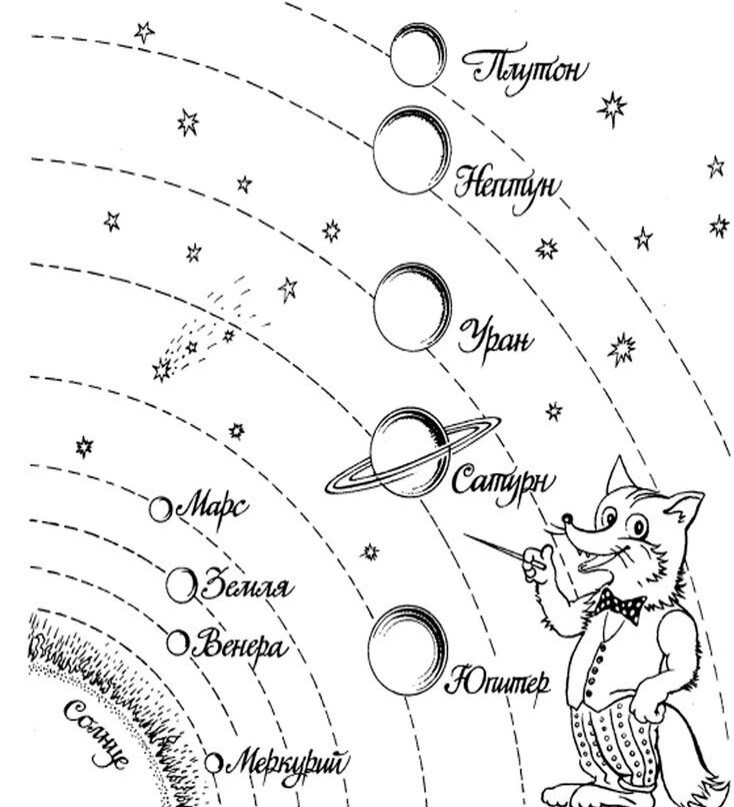 Плутон
Нептун
Уран
Сатурн
Марс
Земля
Венера
Юпитер
Солнце
Меркурий